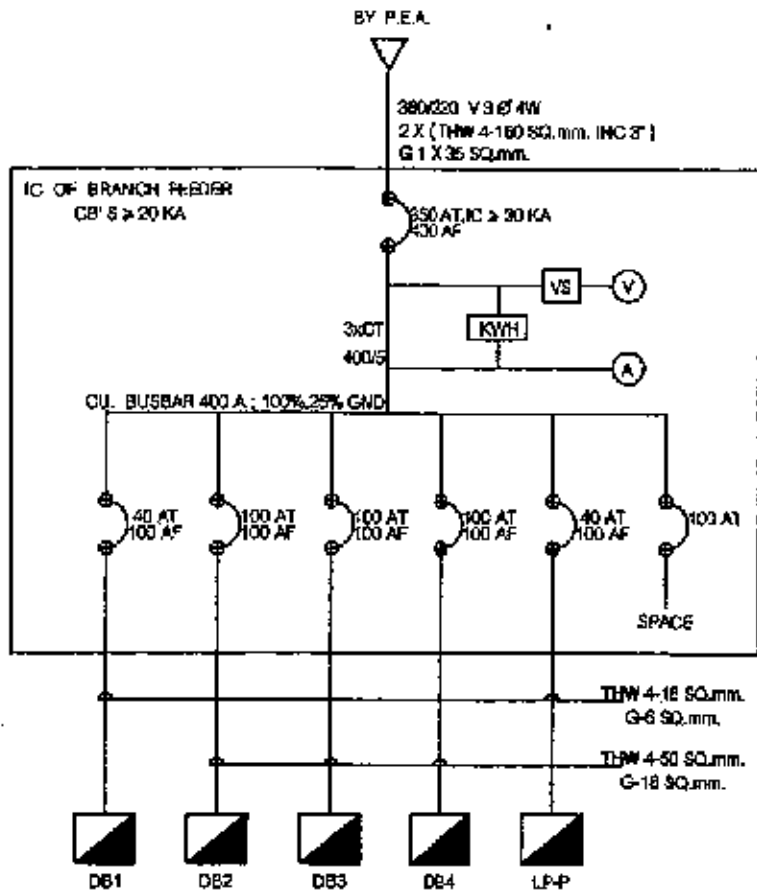 BY P.E.A.
380/220 V 3 Ø 4W
2 X (THW 4-150 SQ.mm. INC 3")
G 1 X 35 SQ.mm.
IC OF BRANCH FEEDER
CB'S ≥ 20 KA
350 AT, IC ≥ 30 KA
400 AF
VS
V
KWH
3xCT
400/5
A
CU. BUSBAR 400 A ; 100%, 25% GND
40 AT
100 AF
100 AT
100 AF
100 AT
100 AF
100 AT
100 AF
40 AT
100 AF
100 AT
SPACE
THW 4-16 SQ.mm.
G-6 SQ.mm.
THW 4-50 SQ.mm.
G-16 SQ.mm.
DB1
DB2
DB3
DB4
LP-P